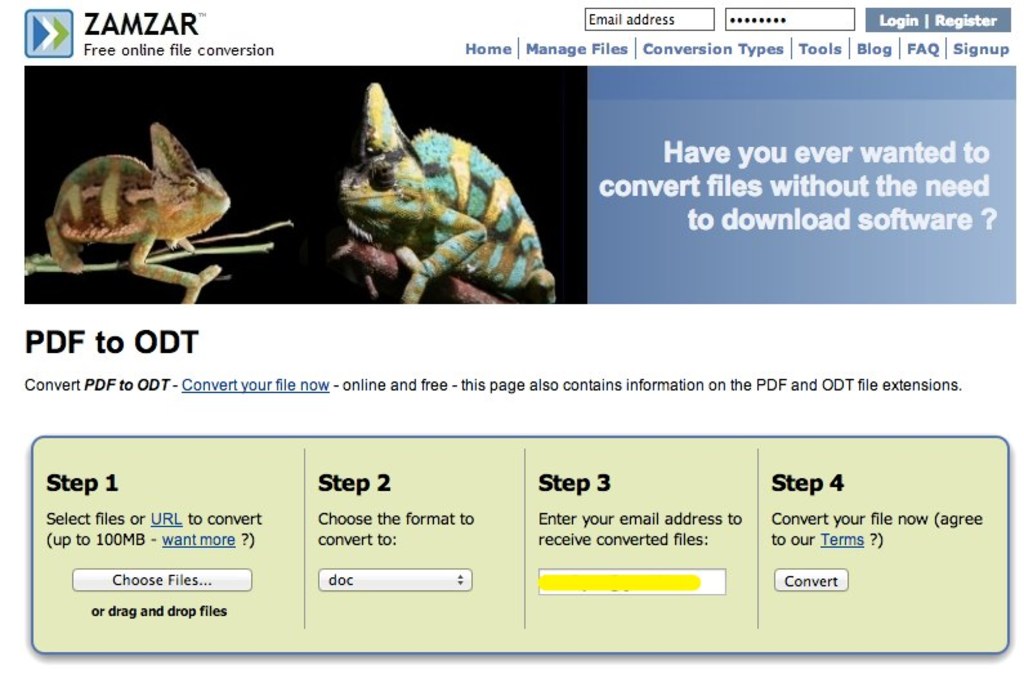 ZAMZAR™
Free online file conversion
Email address
••••••••
Login | Register
Home | Manage Files | Conversion Types | Tools | Blog | FAQ | Signup
Have you ever wanted to
convert files without the need
to download software ?
PDF to ODT
Convert PDF to ODT - Convert your file now - online and free - this page also contains information on the PDF and ODT file extensions.
Step 1
Select files or URL to convert
(up to 100MB - want more ?)
Choose Files...
or drag and drop files
Step 2
Choose the format to
convert to:
doc
Step 3
Enter your email address to
receive converted files:
Step 4
Convert your file now (agree
to our Terms ?)
Convert